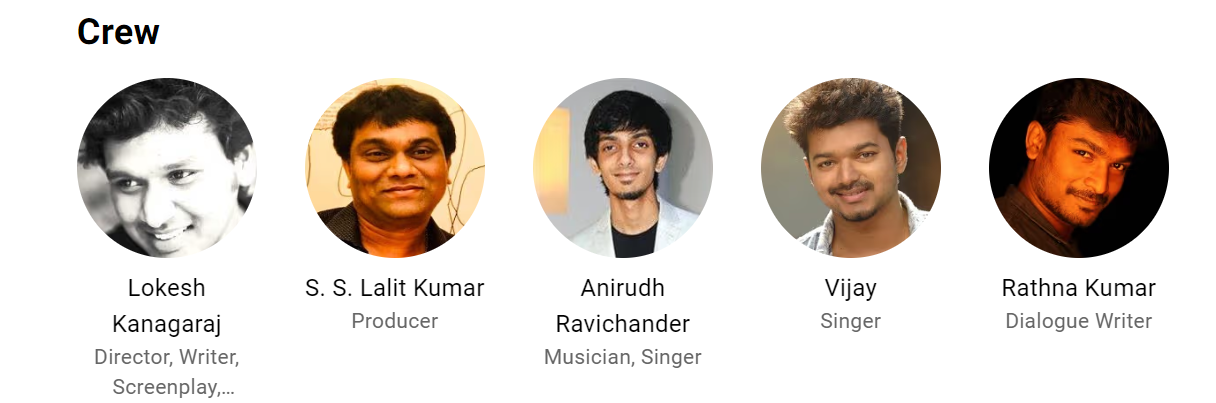 Crew
Lokesh
Kanagaraj
Director, Writer,
Screenplay,...
S. S. Lalit Kumar
Producer
Anirudh
Ravichander
Musician, Singer
Vijay
Singer
Rathna Kumar
Dialogue Writer